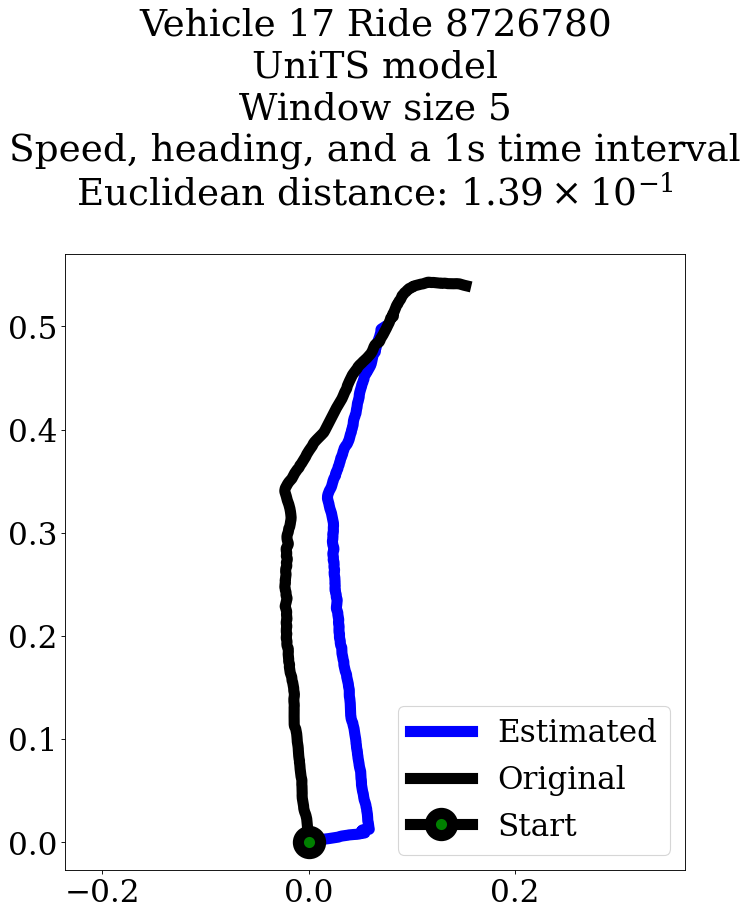 Vehicle 17 Ride 8726780
UniTS model
Window size 5
Speed, heading, and a 1s time interval
Euclidean distance: 1.39 × 10⁻¹
0.5
0.4
0.3
0.2
0.1
0.0
Estimated
Original
Start
−0.2 0.0 0.2